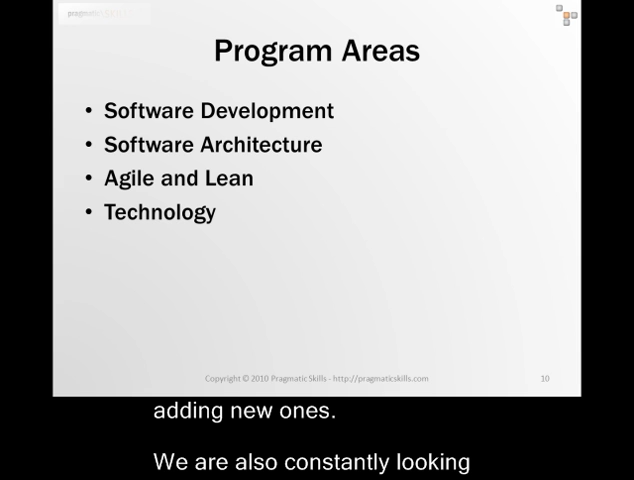 Program Areas
• Software Development
• Software Architecture
• Agile and Lean
• Technology
Copyright © 2010 PragmaticSkills - http://pragmaticskills.com 10
adding new ones.
We are also constantly looking